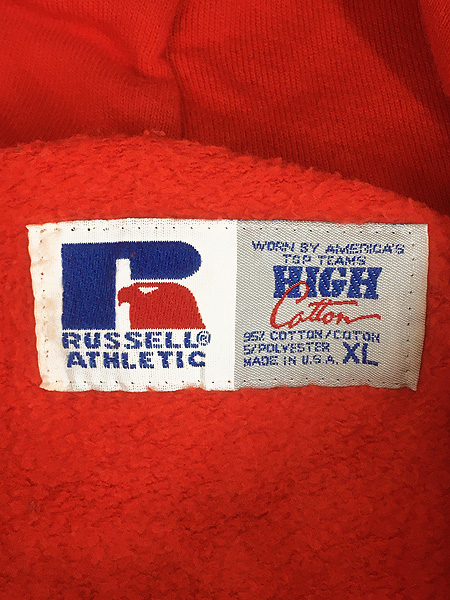 RUSSELL®
ATHLETIC
WORN BY AMERICA'S
TOP TEAMS
HIGH
Cotton
95% COTTON/COTON
5/POLYESTER XL
MADE IN U.S.A.